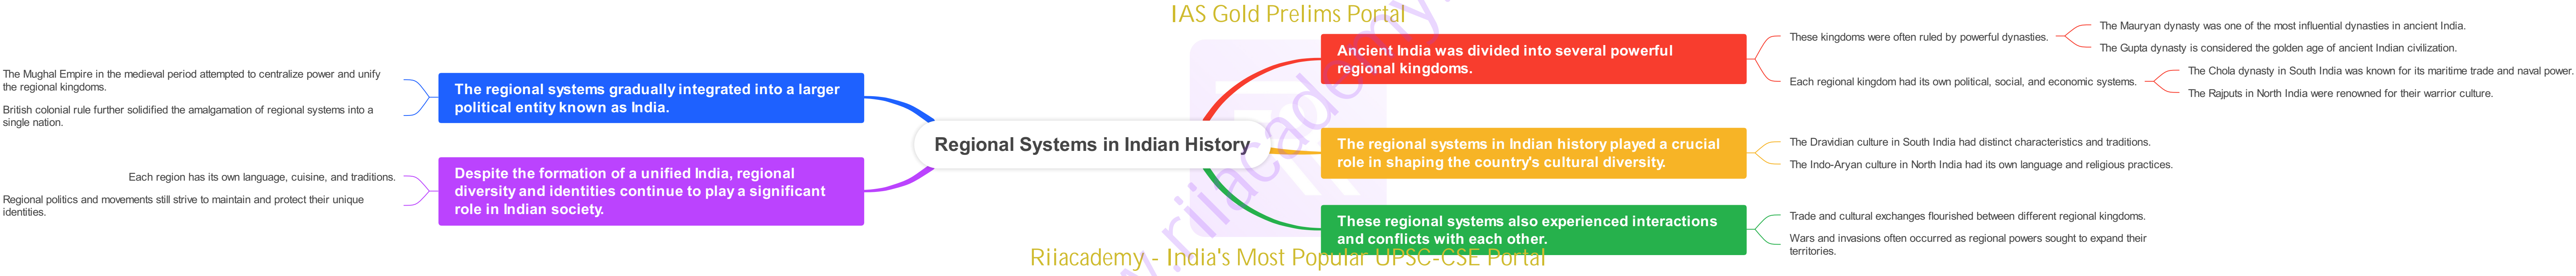 IAS Gold Prelims Portal
Regional Systems in Indian History
Ancient India was divided into several powerful
regional kingdoms.
These kingdoms were often ruled by powerful dynasties.
The Mauryan dynasty was one of the most influential dynasties in ancient India.
The Gupta dynasty is considered the golden age of ancient Indian civilization.
Each regional kingdom had its own political, social, and economic systems.
The Chola dynasty in South India was known for its maritime trade and naval power.
The Rajputs in North India were renowned for their warrior culture.
The regional systems in Indian history played a crucial
role in shaping the country's cultural diversity.
The Dravidian culture in South India had distinct characteristics and traditions.
The Indo-Aryan culture in North India had its own language and religious practices.
These regional systems also experienced interactions
and conflicts with each other.
Trade and cultural exchanges flourished between different regional kingdoms.
Wars and invasions often occurred as regional powers sought to expand their
territories.
The regional systems gradually integrated into a larger
political entity known as India.
The Mughal Empire in the medieval period attempted to centralize power and unify
the regional kingdoms.
British colonial rule further solidified the amalgamation of regional systems into a
single nation.
Despite the formation of a unified India, regional
diversity and identities continue to play a significant
role in Indian society.
Each region has its own language, cuisine, and traditions.
Regional politics and movements still strive to maintain and protect their unique
identities.
Riiacademy - India's Most Popular UPSC-CSE Portal